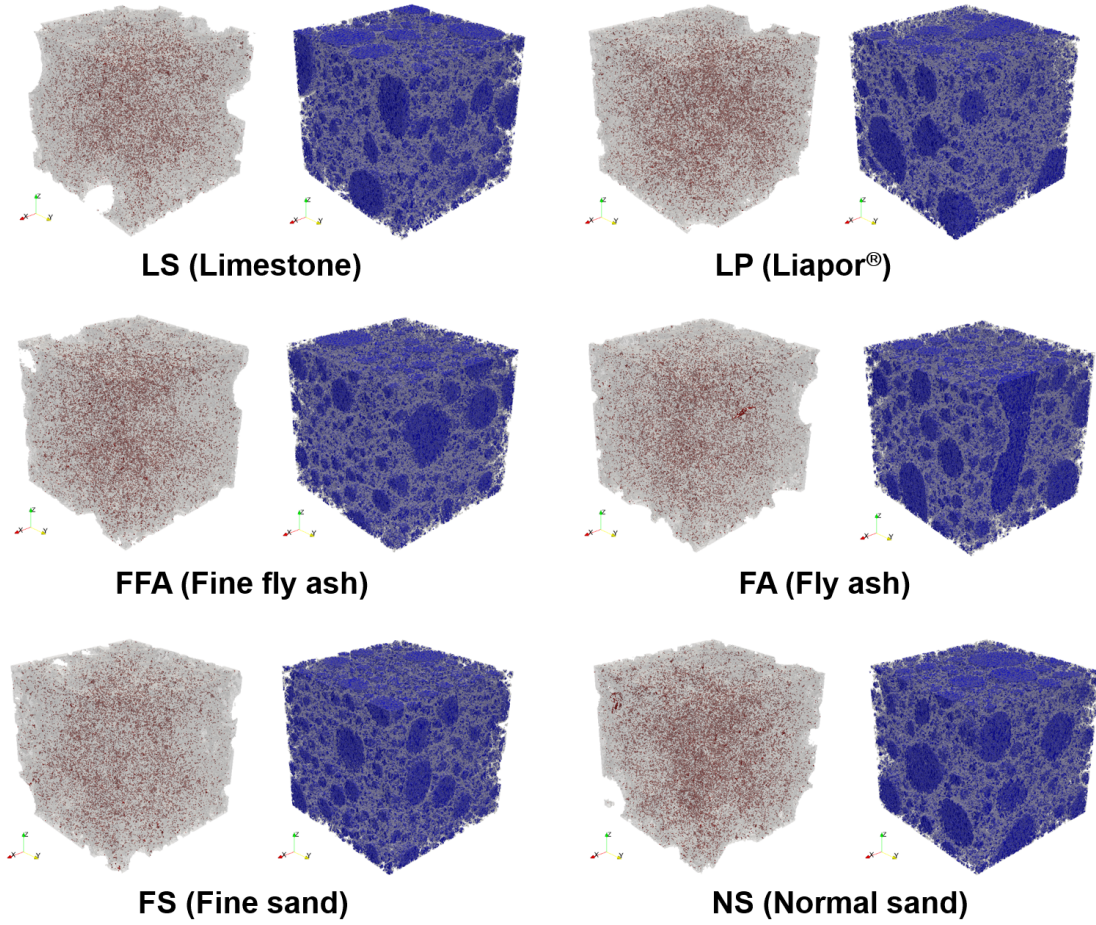 LS (Limestone)
LP (Liapor®)
FFA (Fine fly ash)
FA (Fly ash)
FS (Fine sand)
NS (Normal sand)